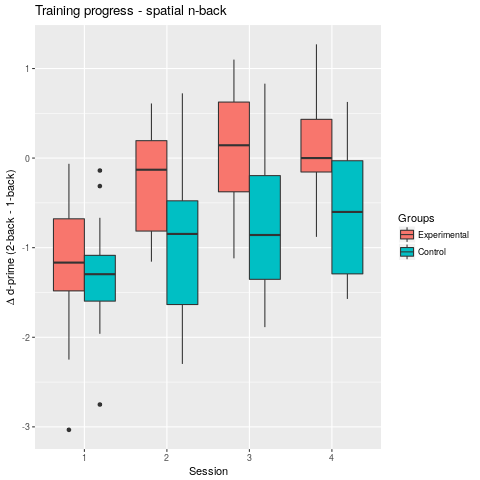 Training progress - spatial n-back
Δ d-prime (2-back - 1-back)
1
0
-1
-2
-3
1 2 3 4
Session
Groups
Experimental
Control